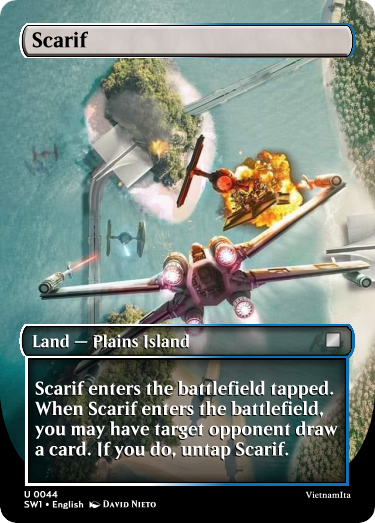 Scarif
Land — Plains Island
Scarif enters the battlefield tapped.
When Scarif enters the battlefield,
you may have target opponent draw
a card. If you do, untap Scarif.
U 0044
SW1 • English DAVID NIETO
VietnamIta